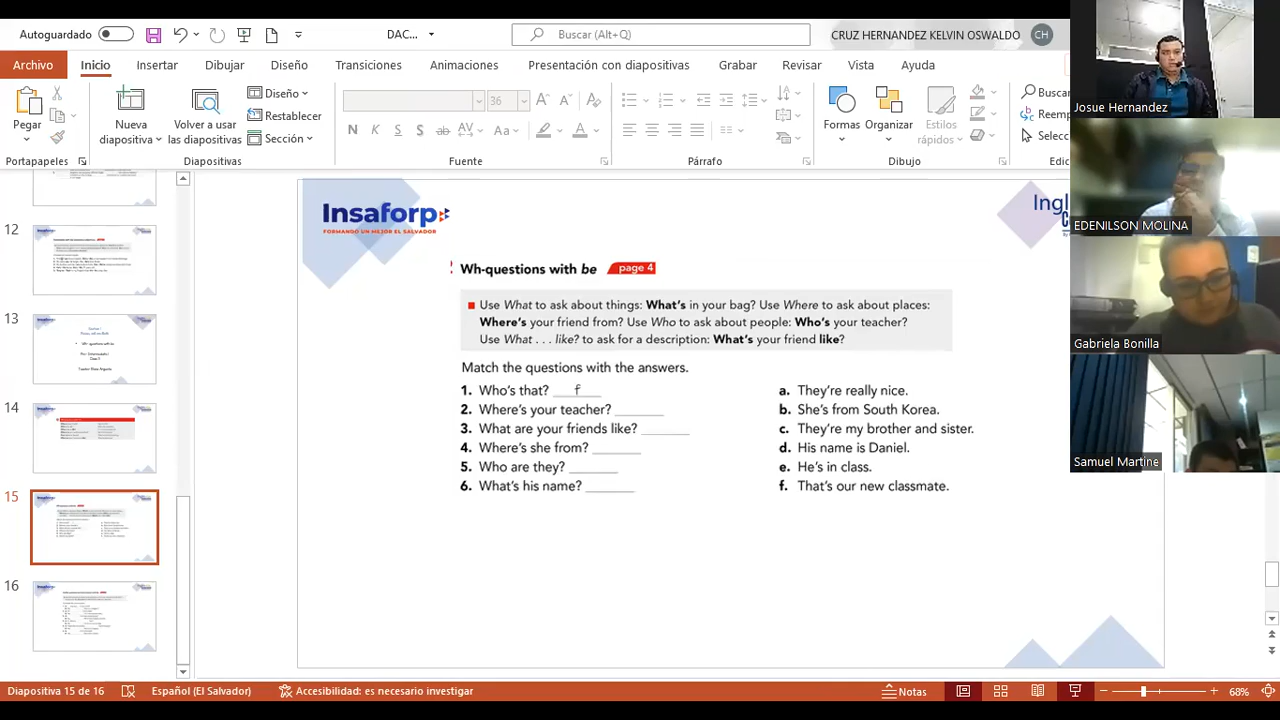 Autoguardado
DAC...
Buscar (Alt+Q)
CRUZ HERNANDEZ KELVIN OSWALDO
CH
Archivo
Inicio
Insertar
Dibujar
Diseño
Transiciones
Animaciones
Presentación con diapositivas
Grabar
Revisar
Vista
Ayuda
Pegar
Nueva diapositiva
Volver a usar las diapositivas
Diseño
Restablecer
Sección
36
N K S S ab AV Aa A
Formas
Organizar
Estilos rápidos
Buscar
Reemp
Selecc
Portapapeles
Diapositivas
Fuente
Párrafo
Dibujo
Edi
12
13
14
15
16
Insaforp
FORMANDO UN MEJOR EL SALVADOR
Ingl
Wh-questions with be page 4
Use What to ask about things: What's in your bag? Use Where to ask about places:
Where's your friend from? Use Who to ask about people: Who's your teacher?
Use What . . . like? to ask for a description: What's your friend like?
Match the questions with the answers.
1. Who's that? f
2. Where's your teacher?
3. What are your friends like?
4. Where's she from?
5. Who are they?
6. What's his name?
a. They're really nice.
b. She's from South Korea.
c. They're my brother and sister.
d. His name is Daniel.
e. He's in class.
f. That's our new classmate.
Josue Hernandez
EDENILSON MOLINA
Gabriela Bonilla
Samuel Martine
Diapositiva 15 de 16
Español (El Salvador)
Accesibilidad: es necesario investigar
Notas
68%